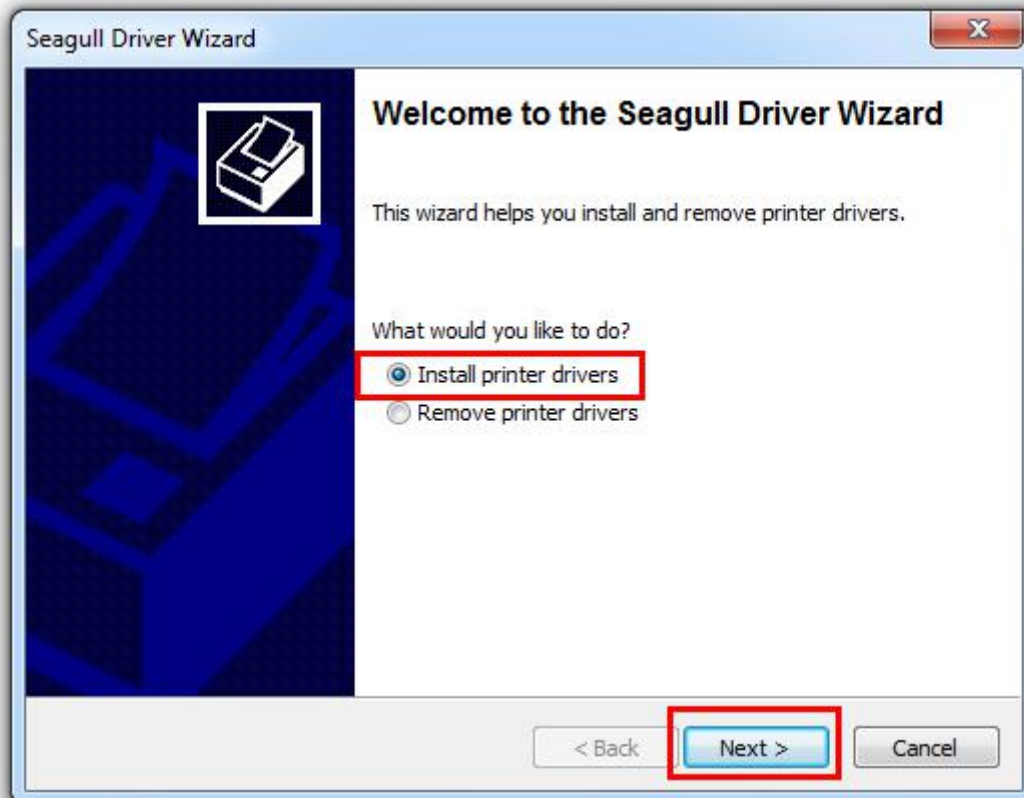 Seagull Driver Wizard
Welcome to the Seagull Driver Wizard
This wizard helps you install and remove printer drivers.
What would you like to do?
Install printer drivers
Remove printer drivers
< Back Next > Cancel